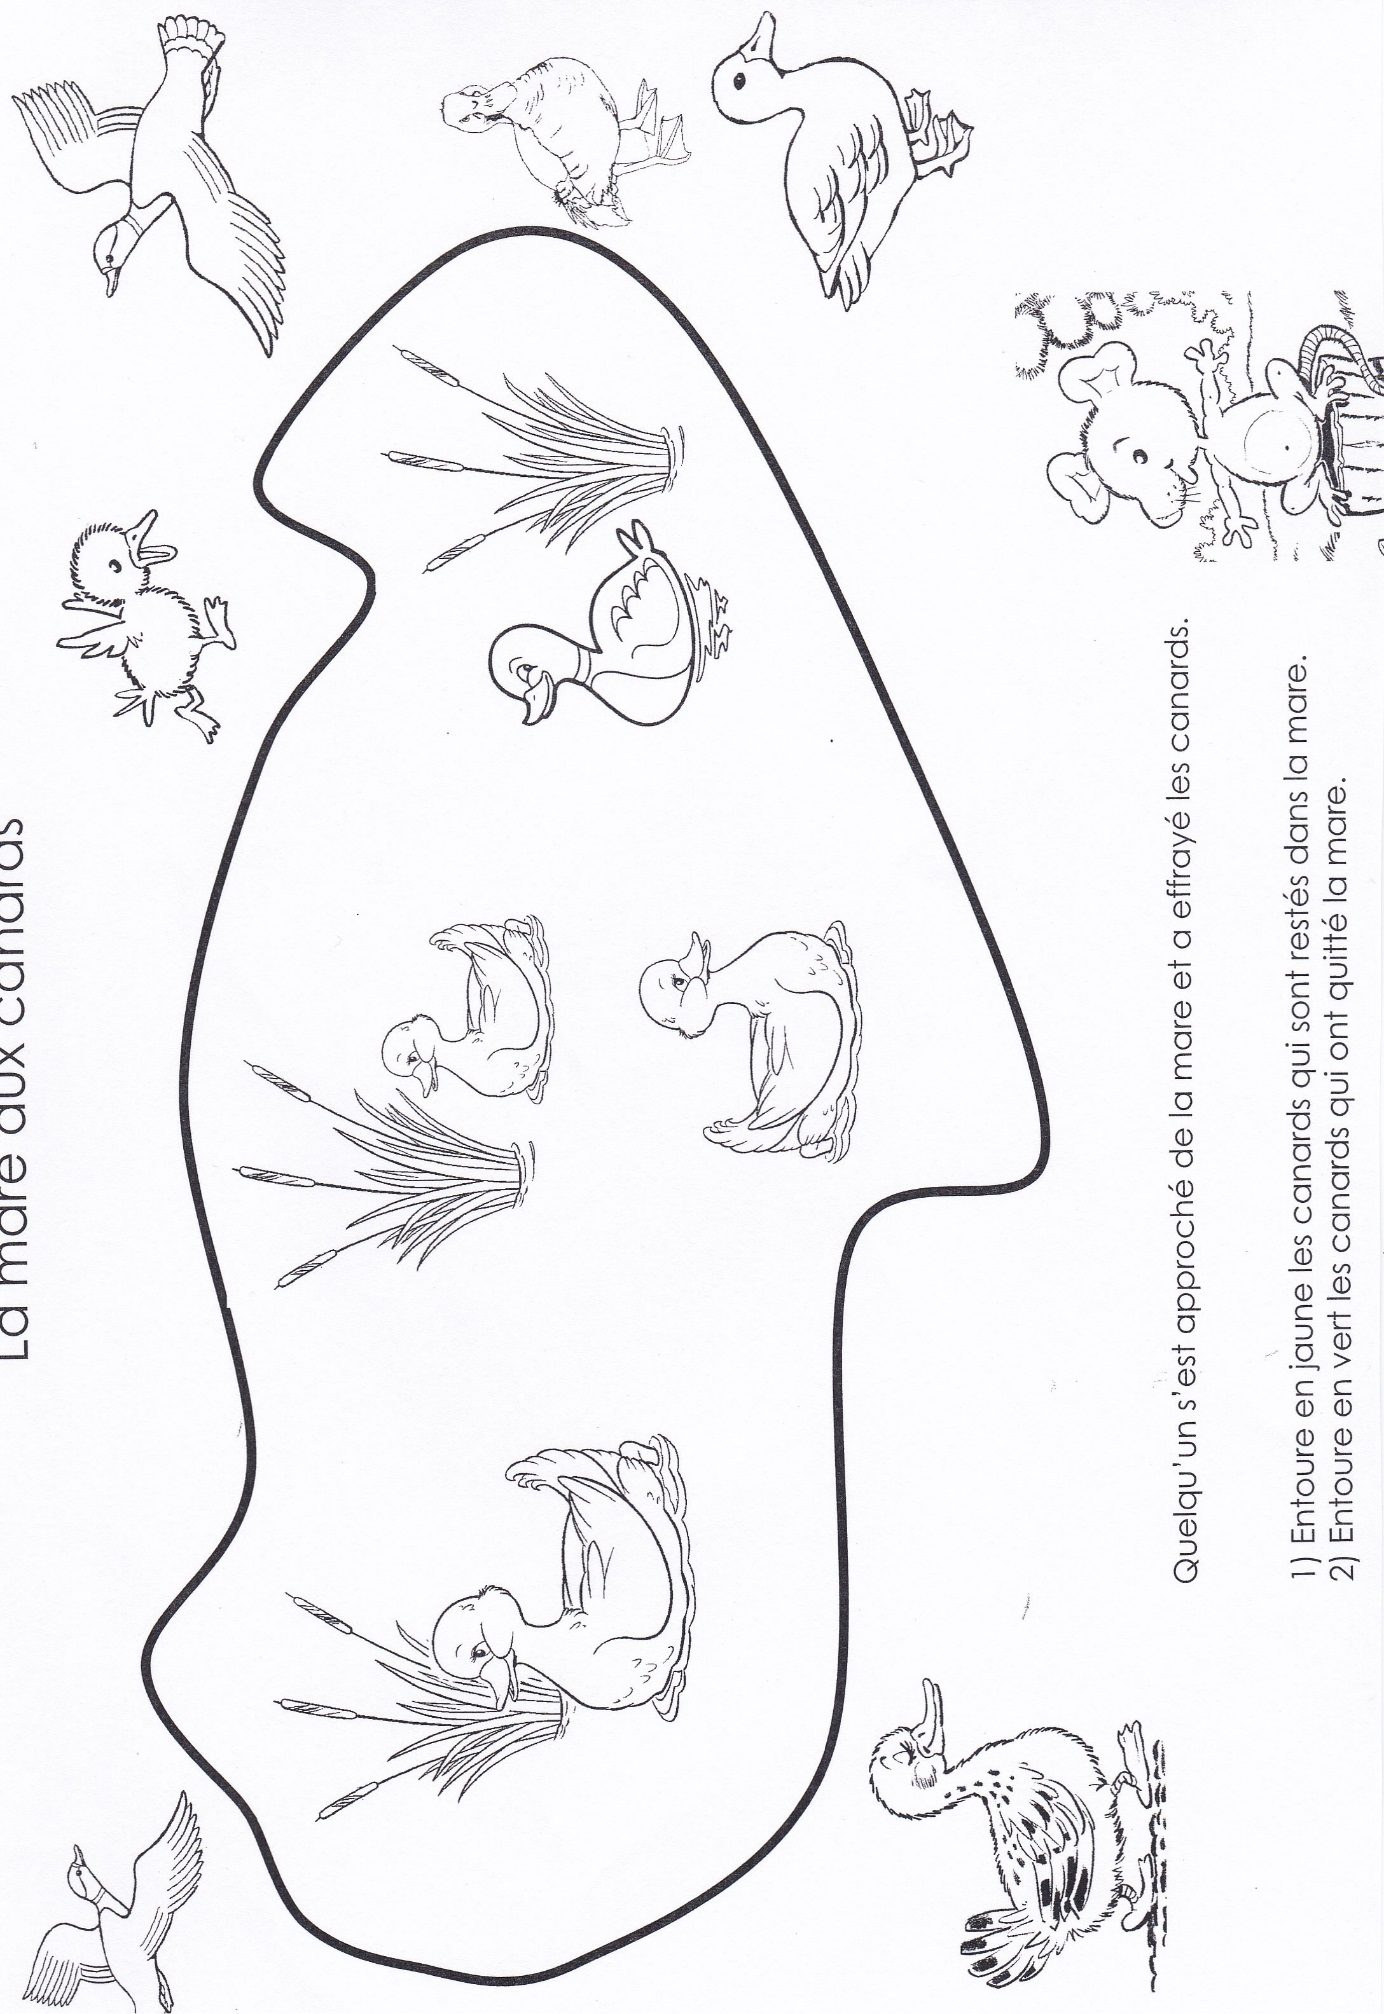 La mare aux canards
Quelqu'un s'est approché de la mare et a effrayé les canards.
1) Entoure en jaune les canards qui sont restés dans la mare.
2) Entoure en vert les canards qui ont quitté la mare.